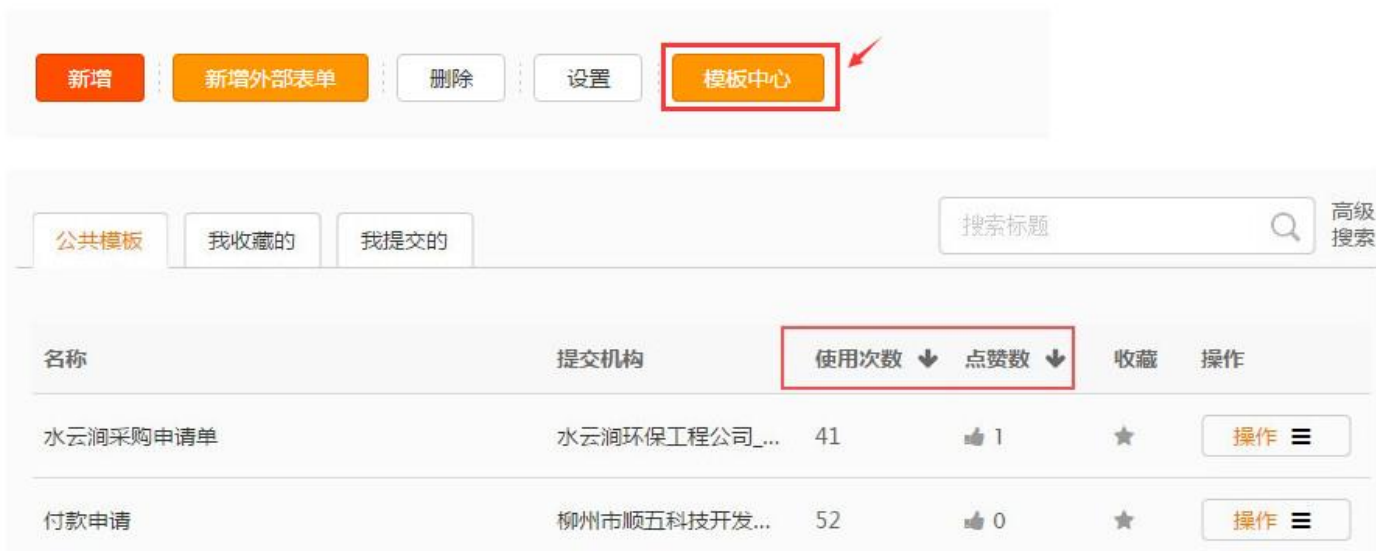 新增 新增外部表单 删除 设置 模板中心
公共模板 我收藏的 我提交的 搜索标题 高级
搜索
名称 提交机构 使用次数 点赞数 收藏 操作
水云涧采购申请单 水云涧环保工程公司_... 41 1 操作
付款申请 柳州市顺五科技开发... 52 0 操作